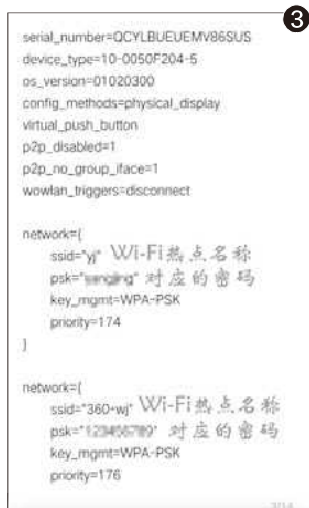 3
serial_number=QCYLBUEUEMV86SUS
device_type=10-0050F204-5
os_version=01020300
config_methods=physical_display
virtual_push_button
p2p_disabled=1
p2p_no_group_iface=1
wowlan_triggers=disconnect
network={
ssid="yj" Wi-Fi热点名称
psk=" " 对应的密码
key_mgmt=WPA-PSK
priority=174
}
network={
ssid="360-wj" Wi-Fi热点名称
psk="123456789" 对应的密码
key_mgmt=WPA-PSK
priority=176